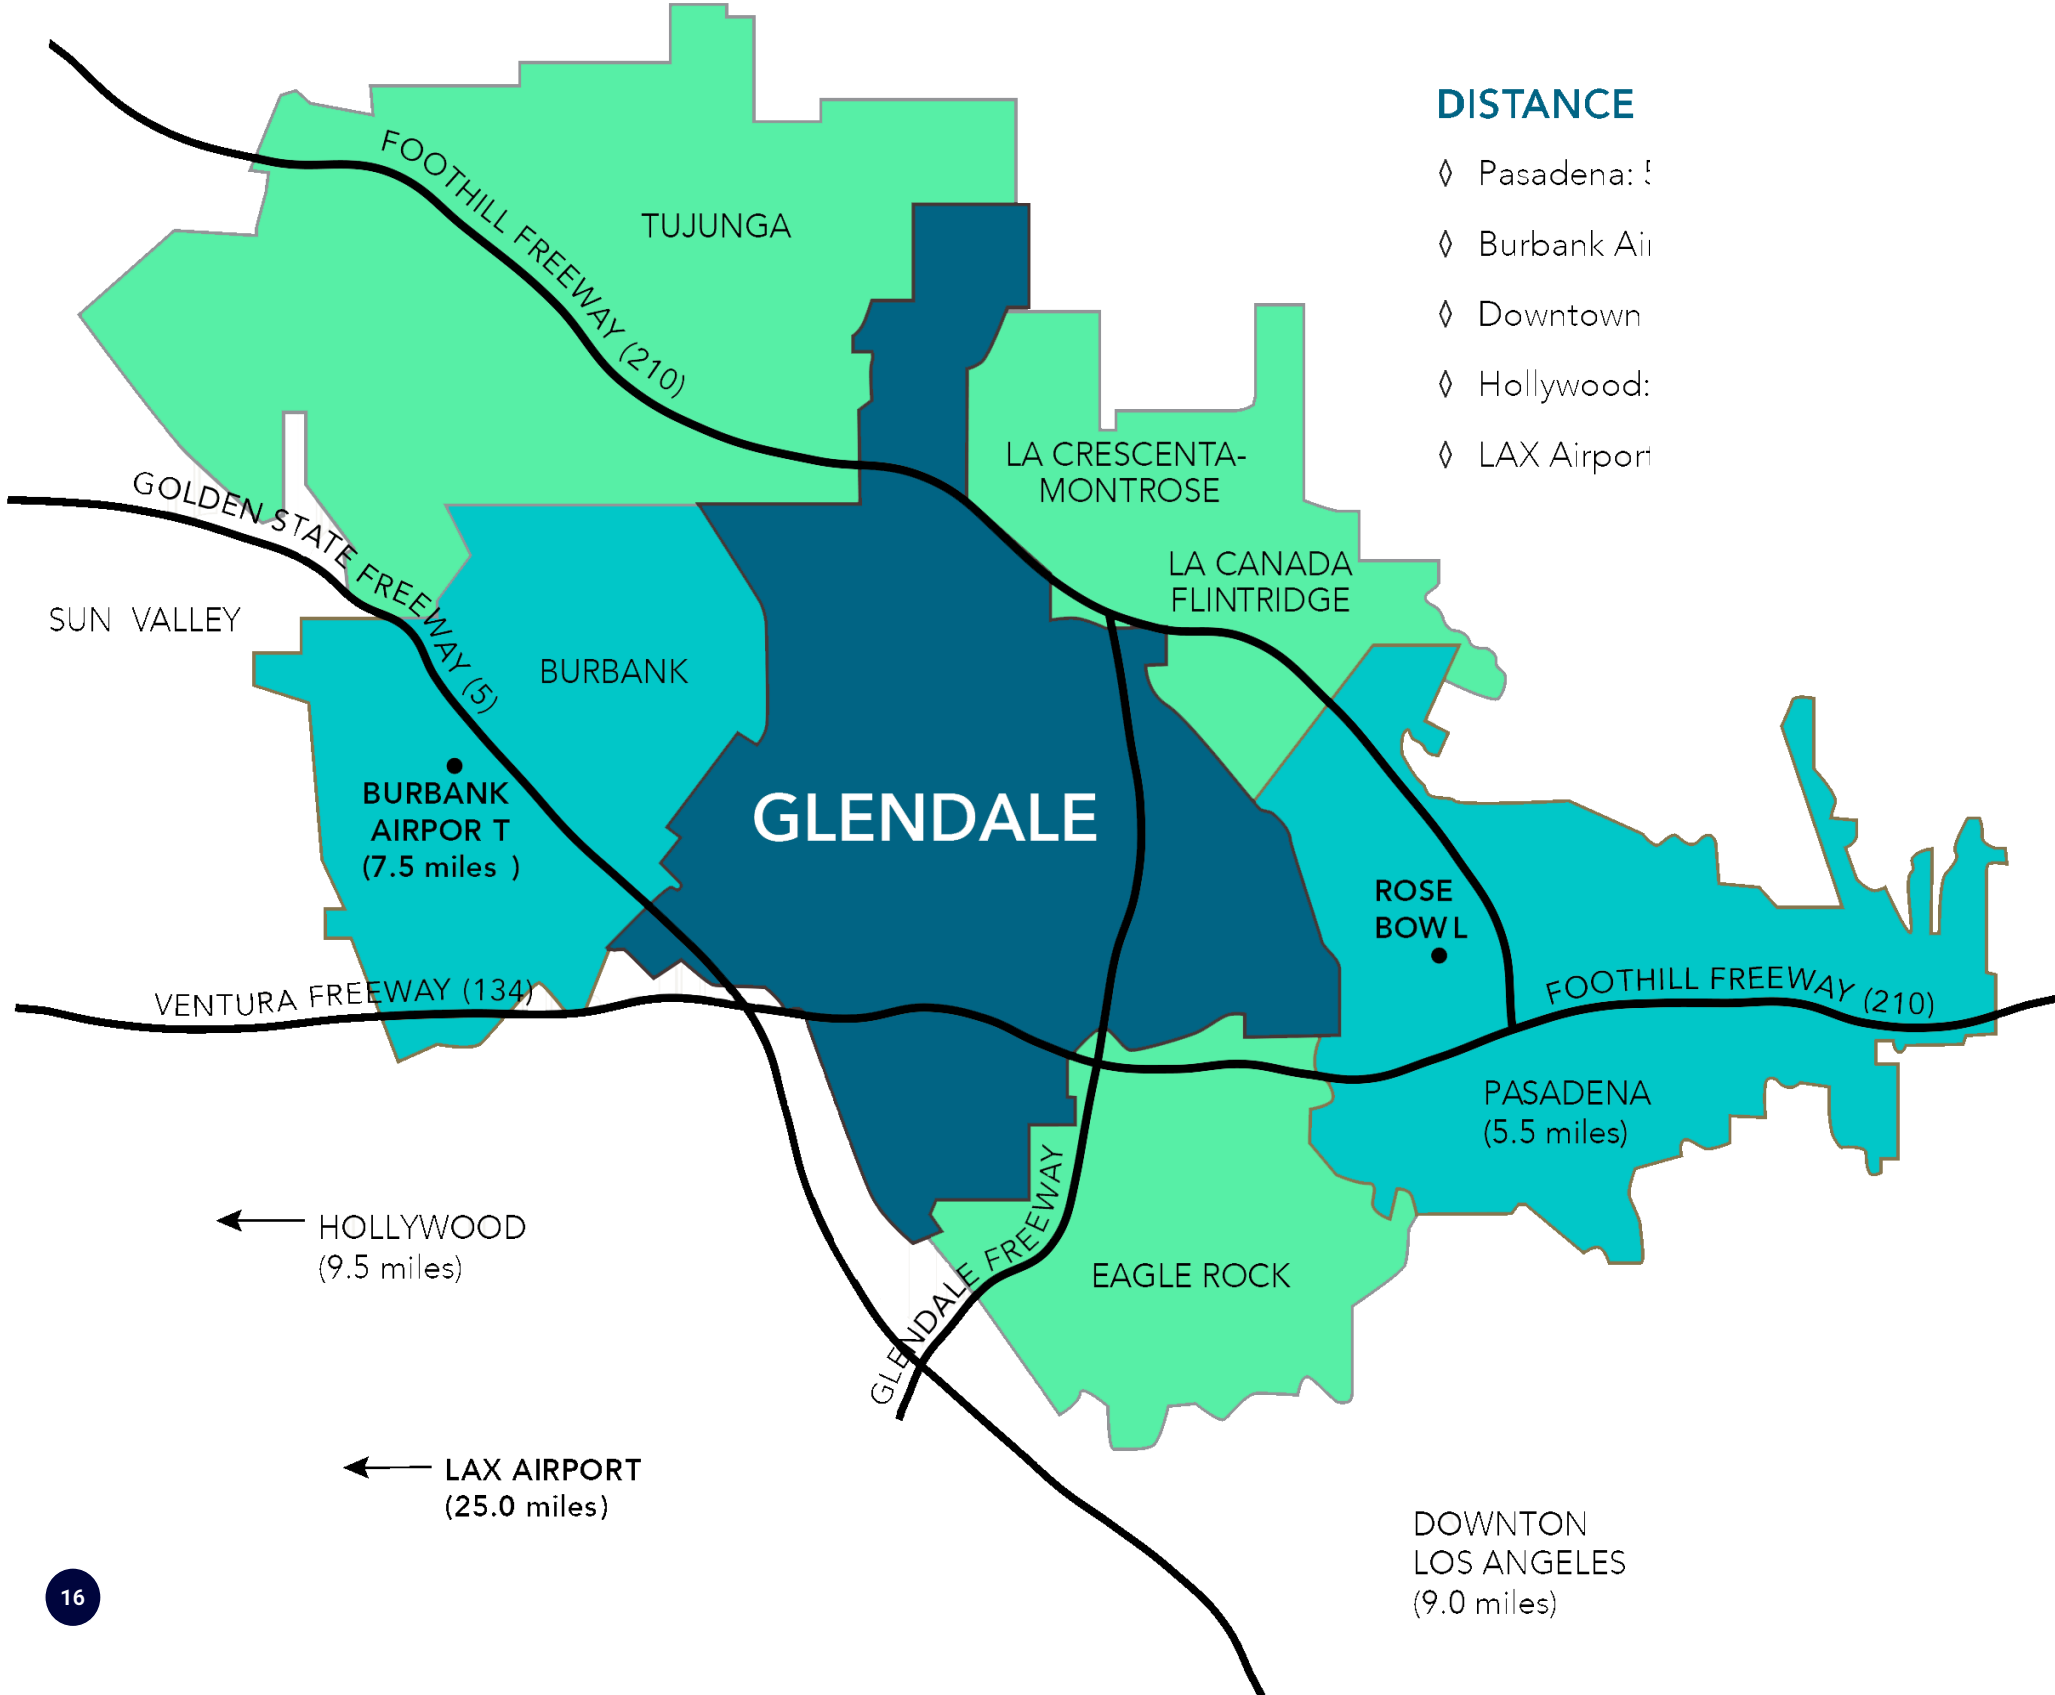 DISTANCE
◊ Pasadena:
◊ Burbank
◊ Downtown
◊ Hollywood:
◊ LAX Airport
FOOTHILL FREEWAY (210)
TUJUNGA
LA CRESCENTA-
MONTROSE
GOLDEN STATE FREEWAY (5)
LA CANADA
FLINTRIDGE
SUN VALLEY
BURBANK
BURBANK
AIRPOR T
(7.5 miles )
GLENDALE
ROSE
BOWL
VENTURA FREEWAY (134)
FOOTHILL FREEWAY (210)
PASADENA
(5.5 miles)
HOLLYWOOD
(9.5 miles)
GLENDALE FREEWAY
EAGLE ROCK
LAX AIRPORT
(25.0 miles)
DOWNTON
LOS ANGELES
(9.0 miles)
16